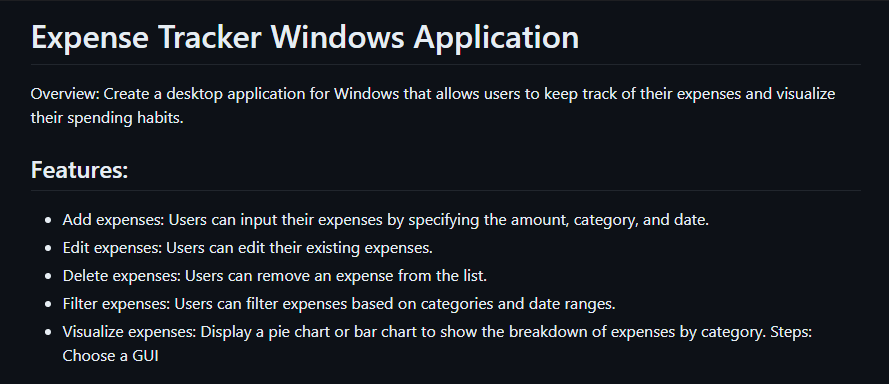 Expense Tracker Windows Application
Overview: Create a desktop application for Windows that allows users to keep track of their expenses and visualize
their spending habits.
Features:
• Add expenses: Users can input their expenses by specifying the amount, category, and date.
• Edit expenses: Users can edit their existing expenses.
• Delete expenses: Users can remove an expense from the list.
• Filter expenses: Users can filter expenses based on categories and date ranges.
• Visualize expenses: Display a pie chart or bar chart to show the breakdown of expenses by category. Steps:
Choose a GUI